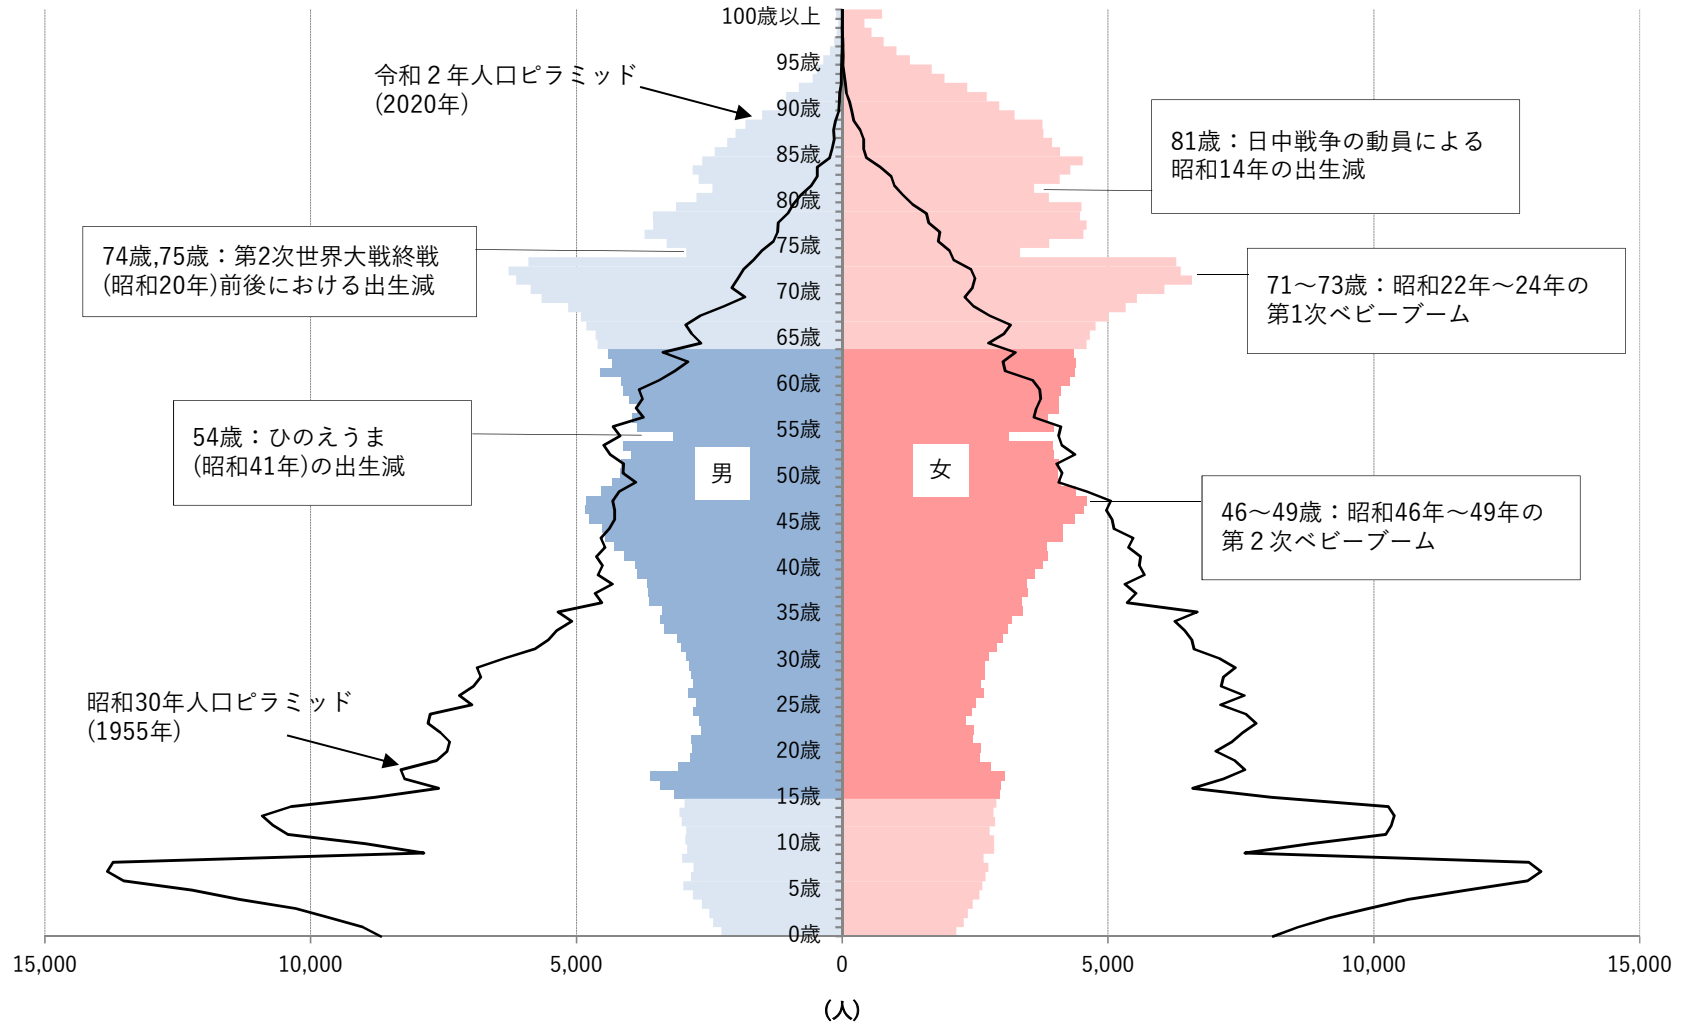 100歳以上
95歳
90歳
85歳
80歳
75歳
70歳
65歳
60歳
55歳
50歳
45歳
40歳
35歳
30歳
25歳
20歳
15歳
10歳
5歳
0歳
令和２年人口ピラミッド
(2020年)
81歳：日中戦争の動員による
昭和14年の出生減
74歳,75歳：第2次世界大戦終戦
(昭和20年)前後における出生減
71～73歳：昭和22年～24年の
第1次ベビーブーム
54歳：ひのえうま
(昭和41年)の出生減
男
女
46～49歳：昭和46年～49年の
第２次ベビーブーム
昭和30年人口ピラミッド
(1955年)
15,000 10,000 5,000 0 5,000 10,000 15,000
(人)